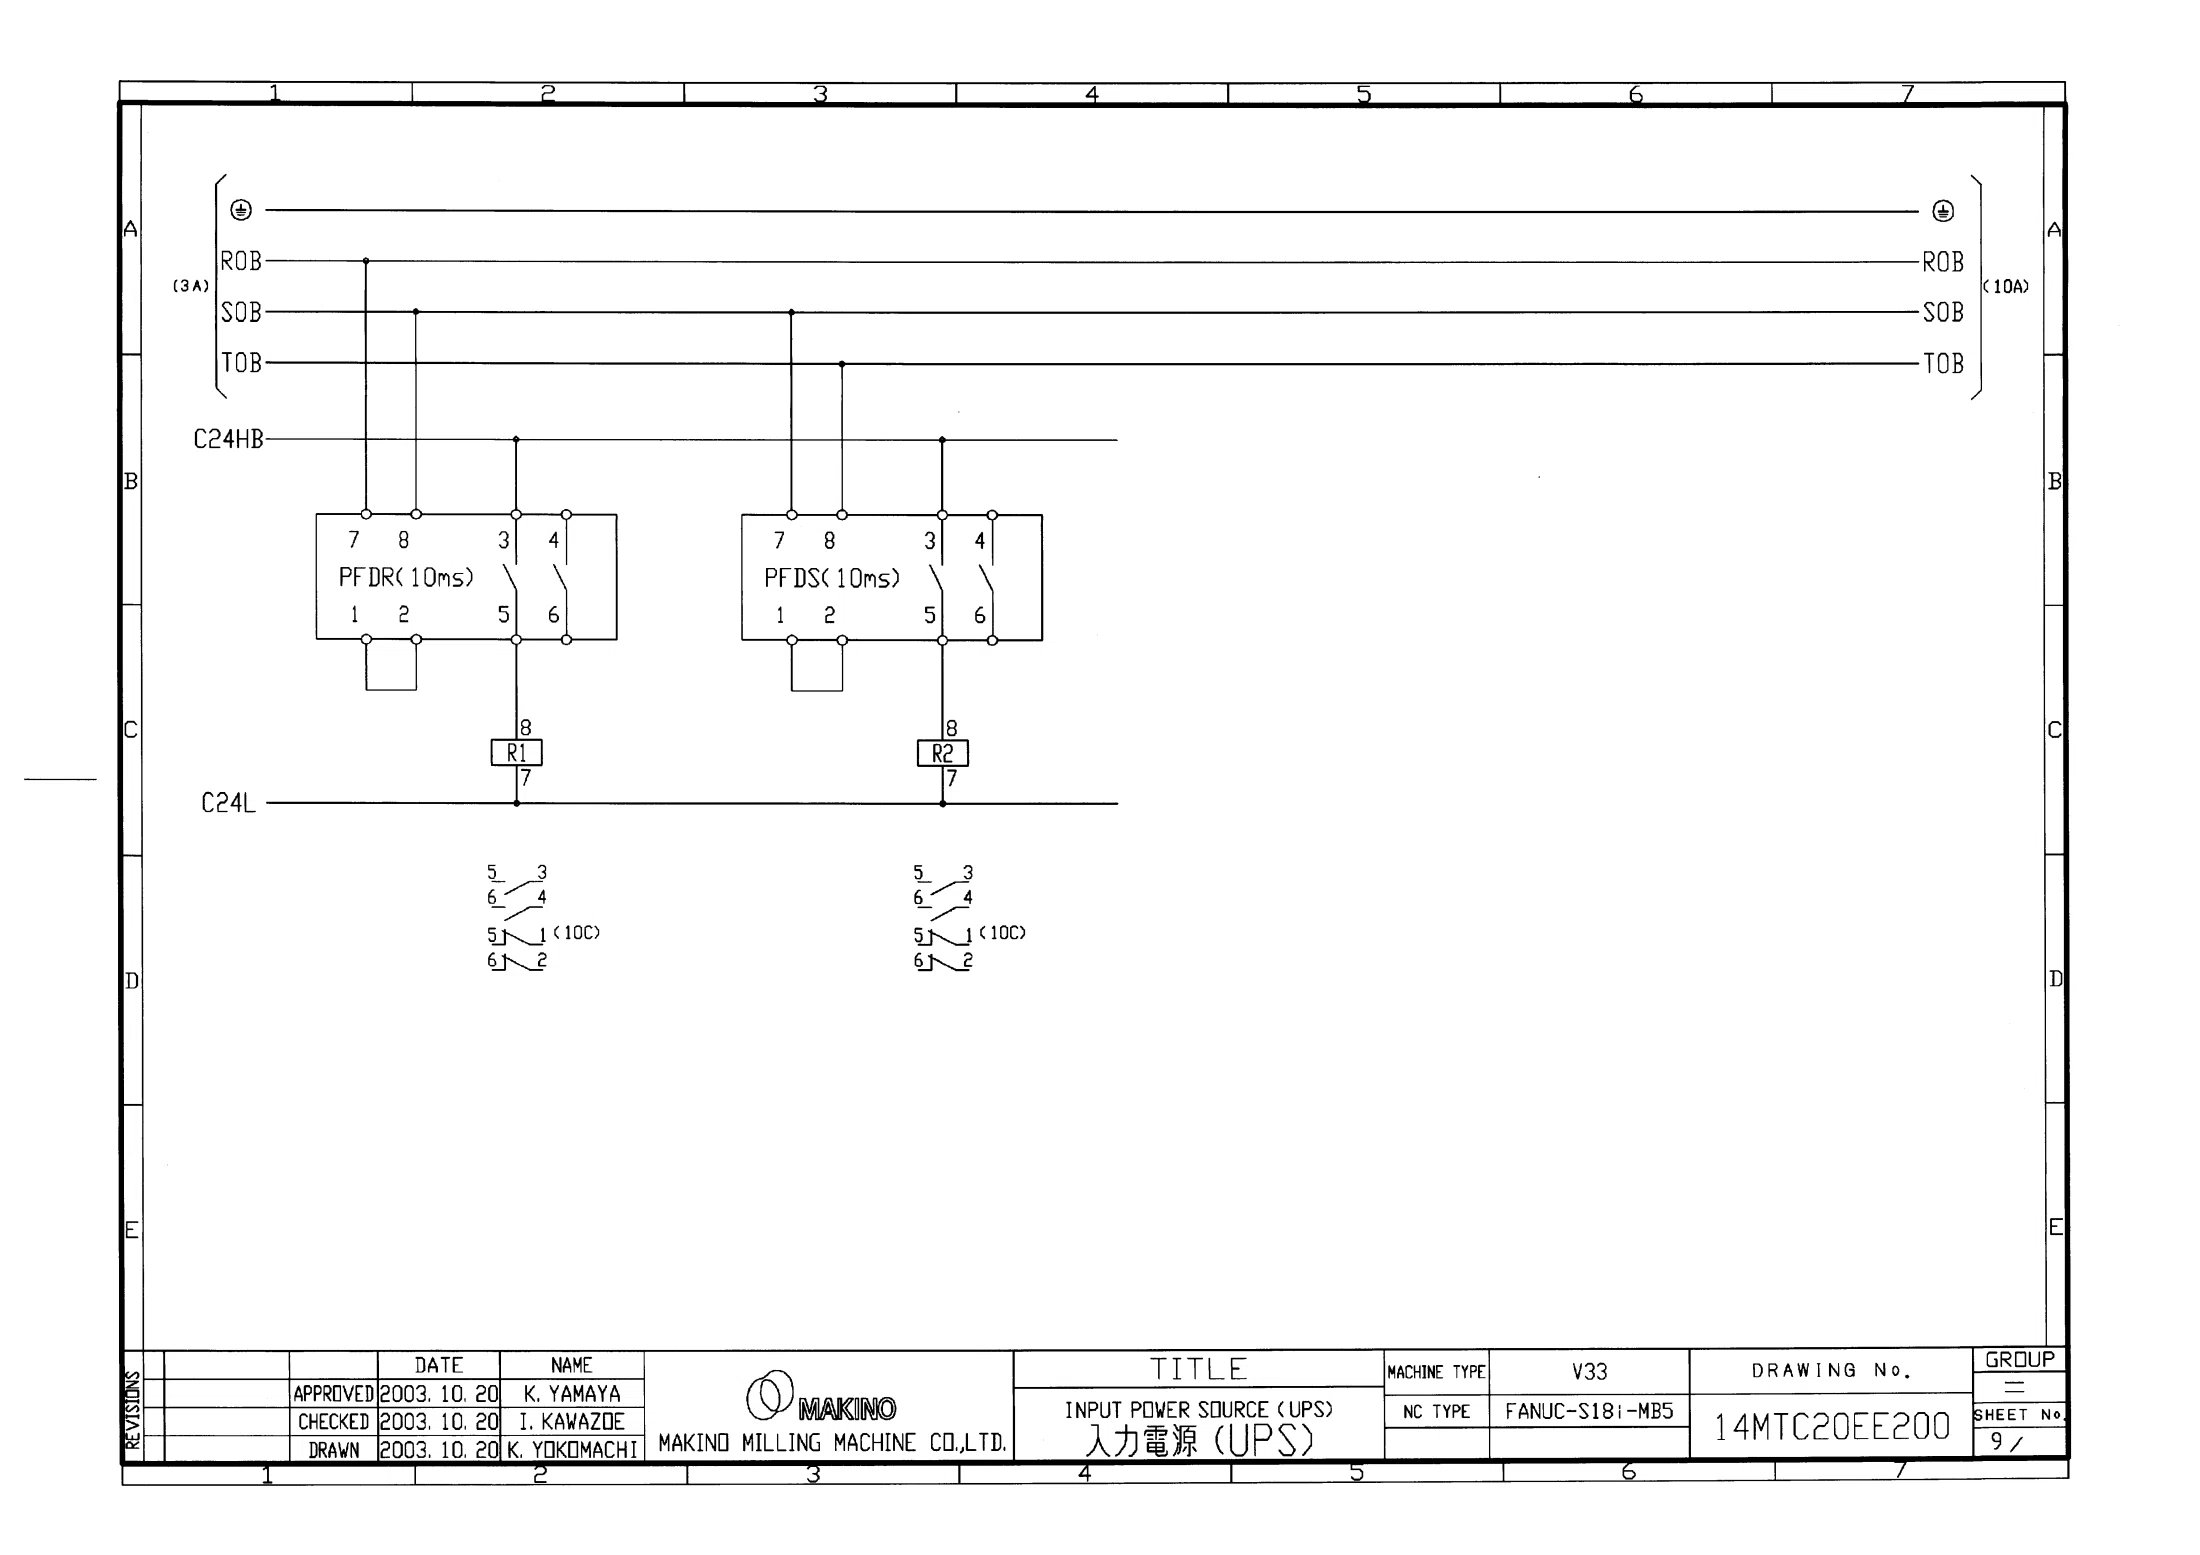 1 2 3 4 5 6 7
A A
ROB ROB
(3A) (10A)
SOB SOB
TOB TOB
C24HB
B B
7 8 3 4 7 8 3 4
PFDR(10ms) PFDS(10ms)
1 2 5 6 1 2 5 6
C C
8 8
R1 R2
7 7
C24L
5 3 5 3
6 4 6 4
5 1 (10C) 5 1 (10C)
6 2 6 2
D D
E E
REVISIONS
DATE NAME
APPROVED 2003. 10. 20 K. YAMAYA
CHECKED 2003. 10. 20 I. KAWAZOE
DRAWN 2003. 10. 20 K. YOKOMACHI
MAKINO
MAKINO MILLING MACHINE CO.,LTD.
TITLE
INPUT POWER SOURCE (UPS)
入力電源 (UPS)
MACHINE TYPE V33
NC TYPE FANUC-S18i-MB5
DRAWING No.
14MTC20EE200
GROUP
=
SHEET No.
9/
1 2 3 4 5 6 7